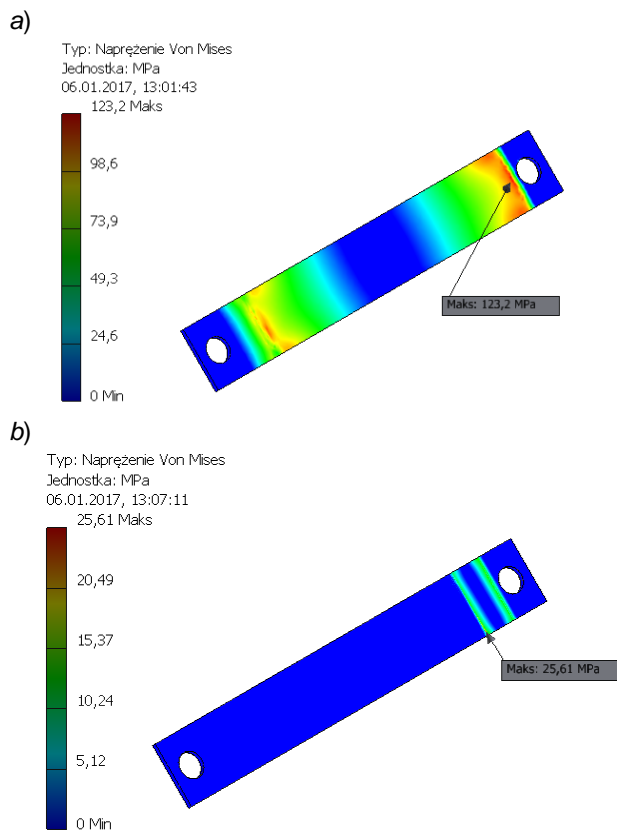 a)
Typ: Naprężenie Von Mises
Jednostka: MPa
06.01.2017, 13:01:43
123,2 Maks
98,6
73,9
49,3
24,6
0 Min
Maks: 123,2 MPa
b)
Typ: Naprężenie Von Mises
Jednostka: MPa
06.01.2017, 13:07:11
25,61 Maks
20,49
15,37
10,24
5,12
0 Min
Maks: 25,61 MPa